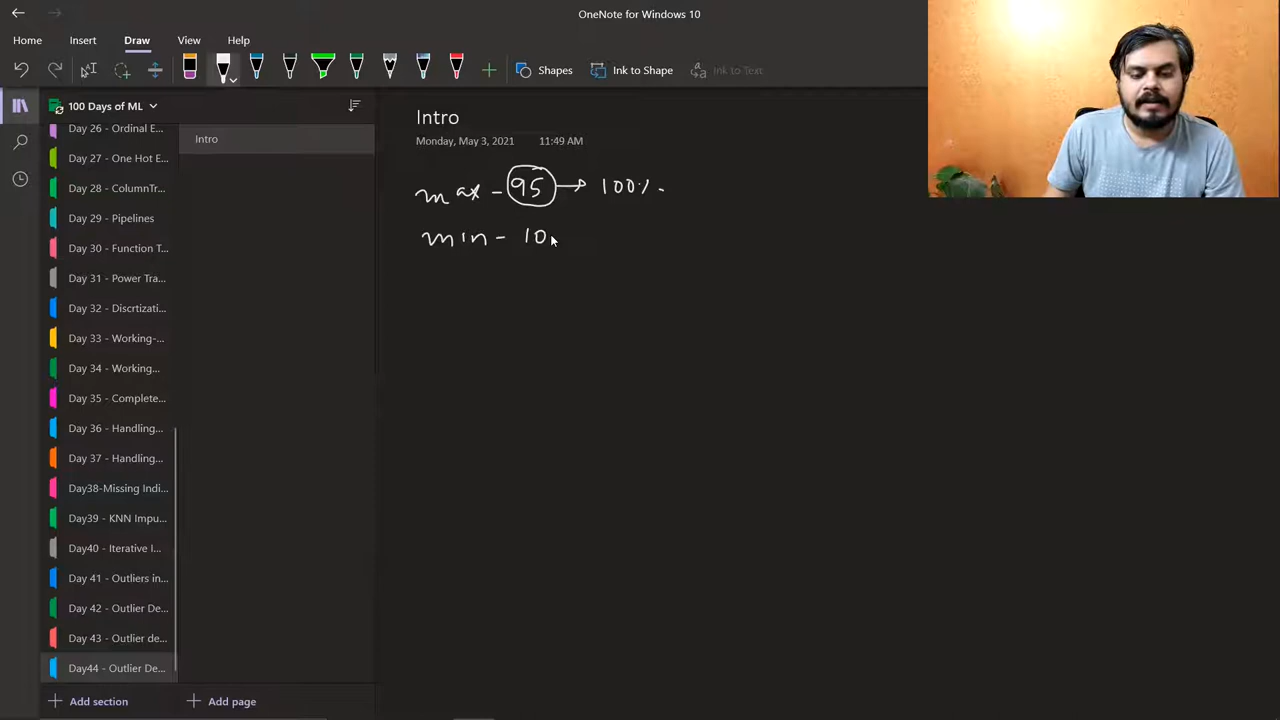 OneNote for Windows 10
Home Insert Draw View Help
Shapes Ink to Shape Ink to Text
100 Days of ML
Day 26 - Ordinal E...
Day 27 - One Hot E...
Day 28 - ColumnTr...
Day 29 - Pipelines
Day 30 - Function T...
Day 31 - Power Tra...
Day 32 - Discrtizati...
Day 33 - Working-...
Day 34 - Working...
Day 35 - Complete...
Day 36 - Handling...
Day 37 - Handling...
Day38-Missing Indi...
Day39 - KNN Impu...
Day40 - Iterative I...
Day 41 - Outliers in...
Day 42 - Outlier De...
Day 43 - Outlier de...
Day44 - Outlier De...
Add section
Intro
Add page
Intro
Monday, May 3, 2021 11:49 AM
max - 95 → 100%.
min - 10